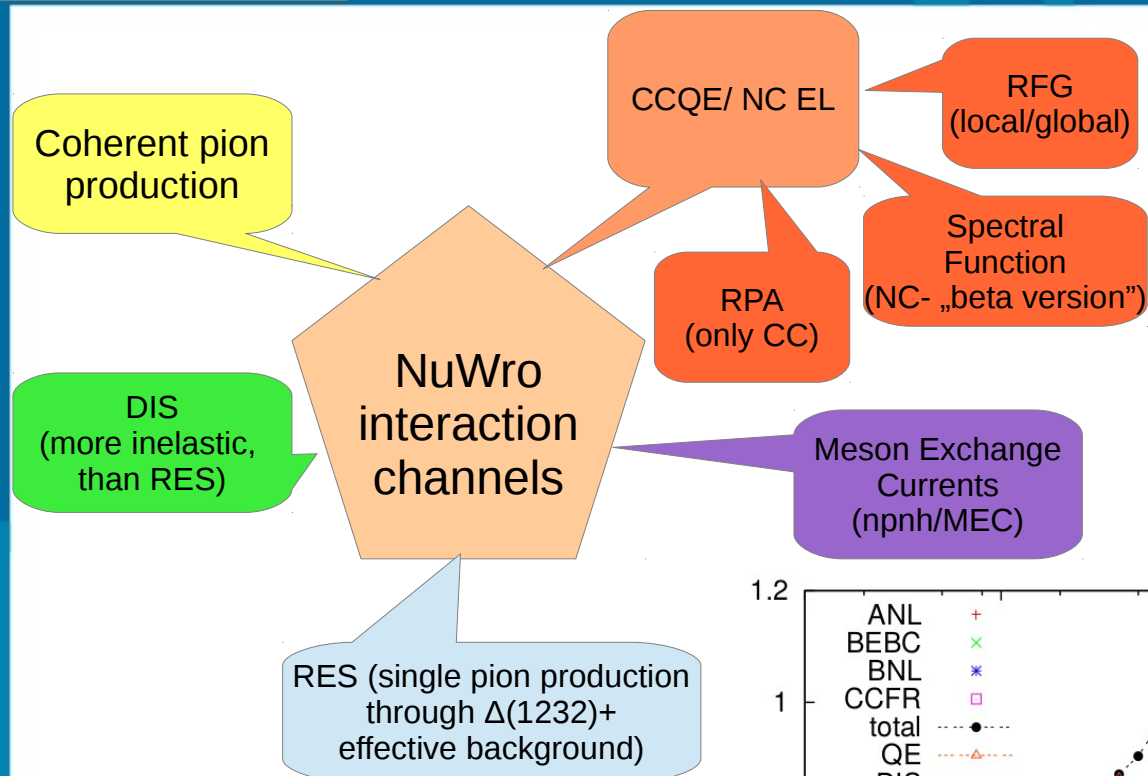 Coherent pion
production
CCQE/ NC EL
RFG
(local/global)
Spectral
Function
(NC- „beta version”)
RPA
(only CC)
NuWro
interaction
channels
DIS
(more inelastic,
than RES)
Meson Exchange
Currents
(npnh/MEC)
RES (single pion production
through Δ(1232)+
effective background)
1.2
1
ANL
BEBC
BNL
CCFR
total
QE